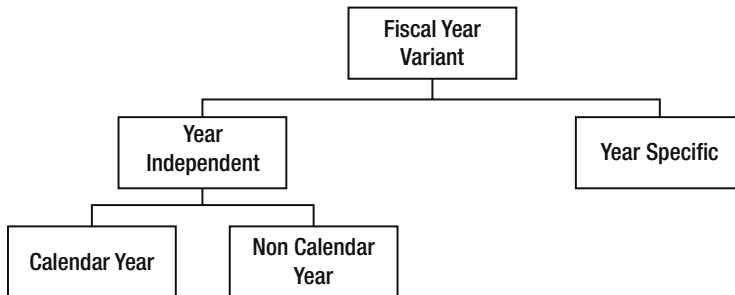 Fiscal Year
Variant
Year
Independent
Year Specific
Calendar Year
Non Calendar
Year